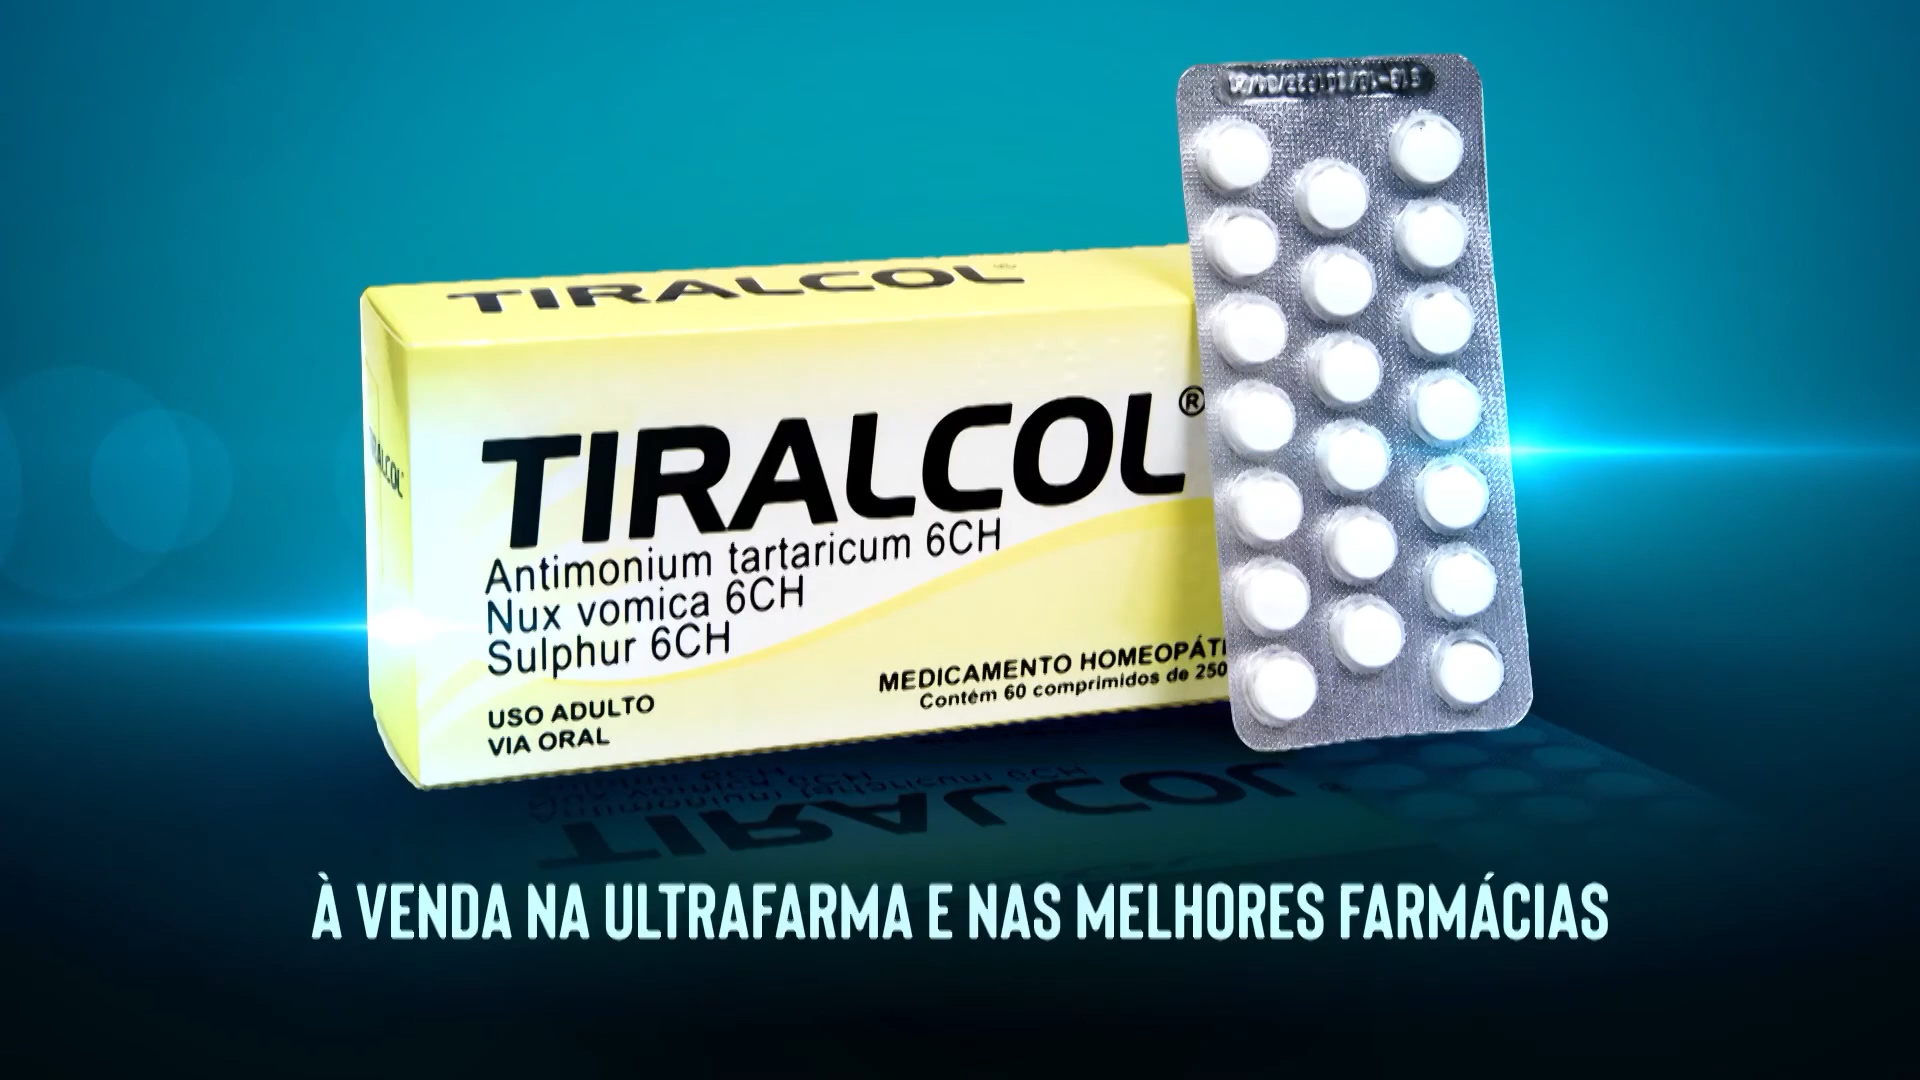 TIRALCOL®
TIRALCOL
TIRALCOL®
Antimonium tartaricum 6CH
Nux vomica 6CH
Sulphur 6CH
MEDICAMENTO HOMEOPÁTI
Contém 60 comprimidos de 250
USO ADULTO
VIA ORAL
À VENDA NA ULTRAFARMA E NAS MELHORES FARMÁCIAS